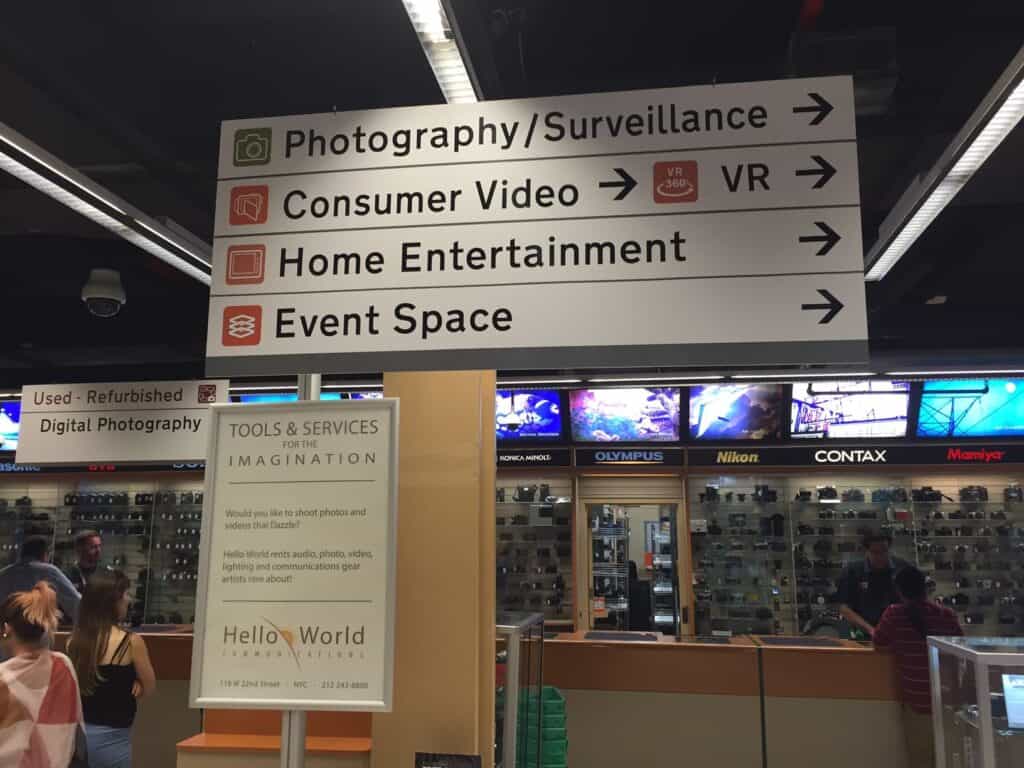 Photography/Surveillance
Consumer Video VR 360 VR
Home Entertainment
Event Space
Used - Refurbished
Digital Photography
TOOLS & SERVICES
FOR THE
IMAGINATION
Would you like to shoot photos and
videos that Dazzle?
Hello World rents audio, photo, video,
lighting and communications gear
artists rave about!
Hello World
COMMUNICATIONS
118 W 22nd Street NYC 212 243-8800
KONICA MINOLTA
OLYMPUS
Nikon
CONTAX
Mamiya